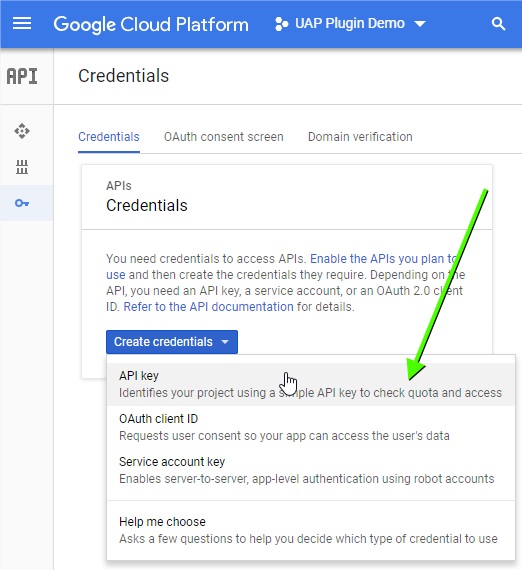 Google Cloud Platform UAP Plugin Demo
API Credentials
Credentials OAuth consent screen Domain verification
APIs
Credentials
You need credentials to access APIs. Enable the APIs you plan to
use and then create the credentials they require. Depending on the
API, you need an API key, a service account, or an OAuth 2.0 client
ID. Refer to the API documentation for details.
Create credentials
API key
Identifies your project using a simple API key to check quota and access
OAuth client ID
Requests user consent so your app can access the user's data
Service account key
Enables server-to-server, app-level authentication using robot accounts
Help me choose
Asks a few questions to help you decide which type of credential to use